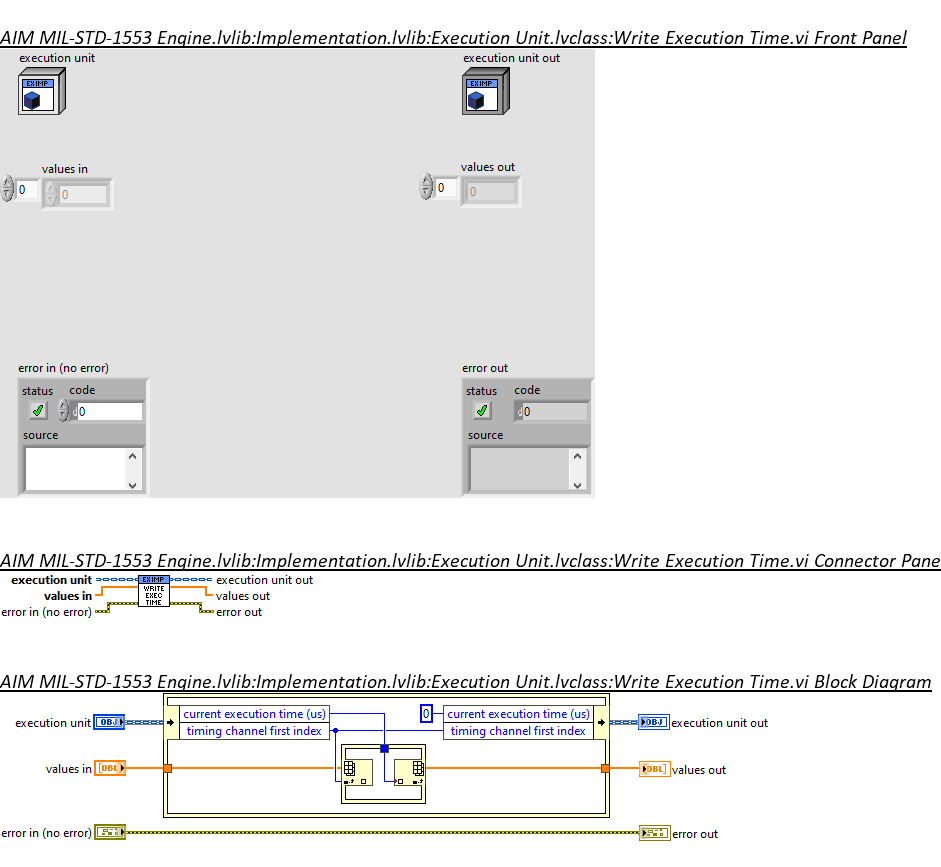 AIM MIL-STD-1553 Engine.lvlib:Implementation.lvlib:Execution Unit.lvclass:Write Execution Time.vi Front Panel
execution unit execution unit out
EXIMP EXIMP
values in values out
0 0 0 0
error in (no error) error out
status code status code
0 0
source source
AIM MIL-STD-1553 Engine.lvlib:Implementation.lvlib:Execution Unit.lvclass:Write Execution Time.vi Connector Pane
execution unit EXIMP execution unit out
values in WRITE EXEC TIME values out
error in (no error) error out
AIM MIL-STD-1553 Engine.lvlib:Implementation.lvlib:Execution Unit.lvclass:Write Execution Time.vi Block Diagram
current execution time (us) 0 current execution time (us)
execution unit OBJ timing channel first index timing channel first index OBJ execution unit out
values in [DBL] DBL] values out
error in (no error) error out